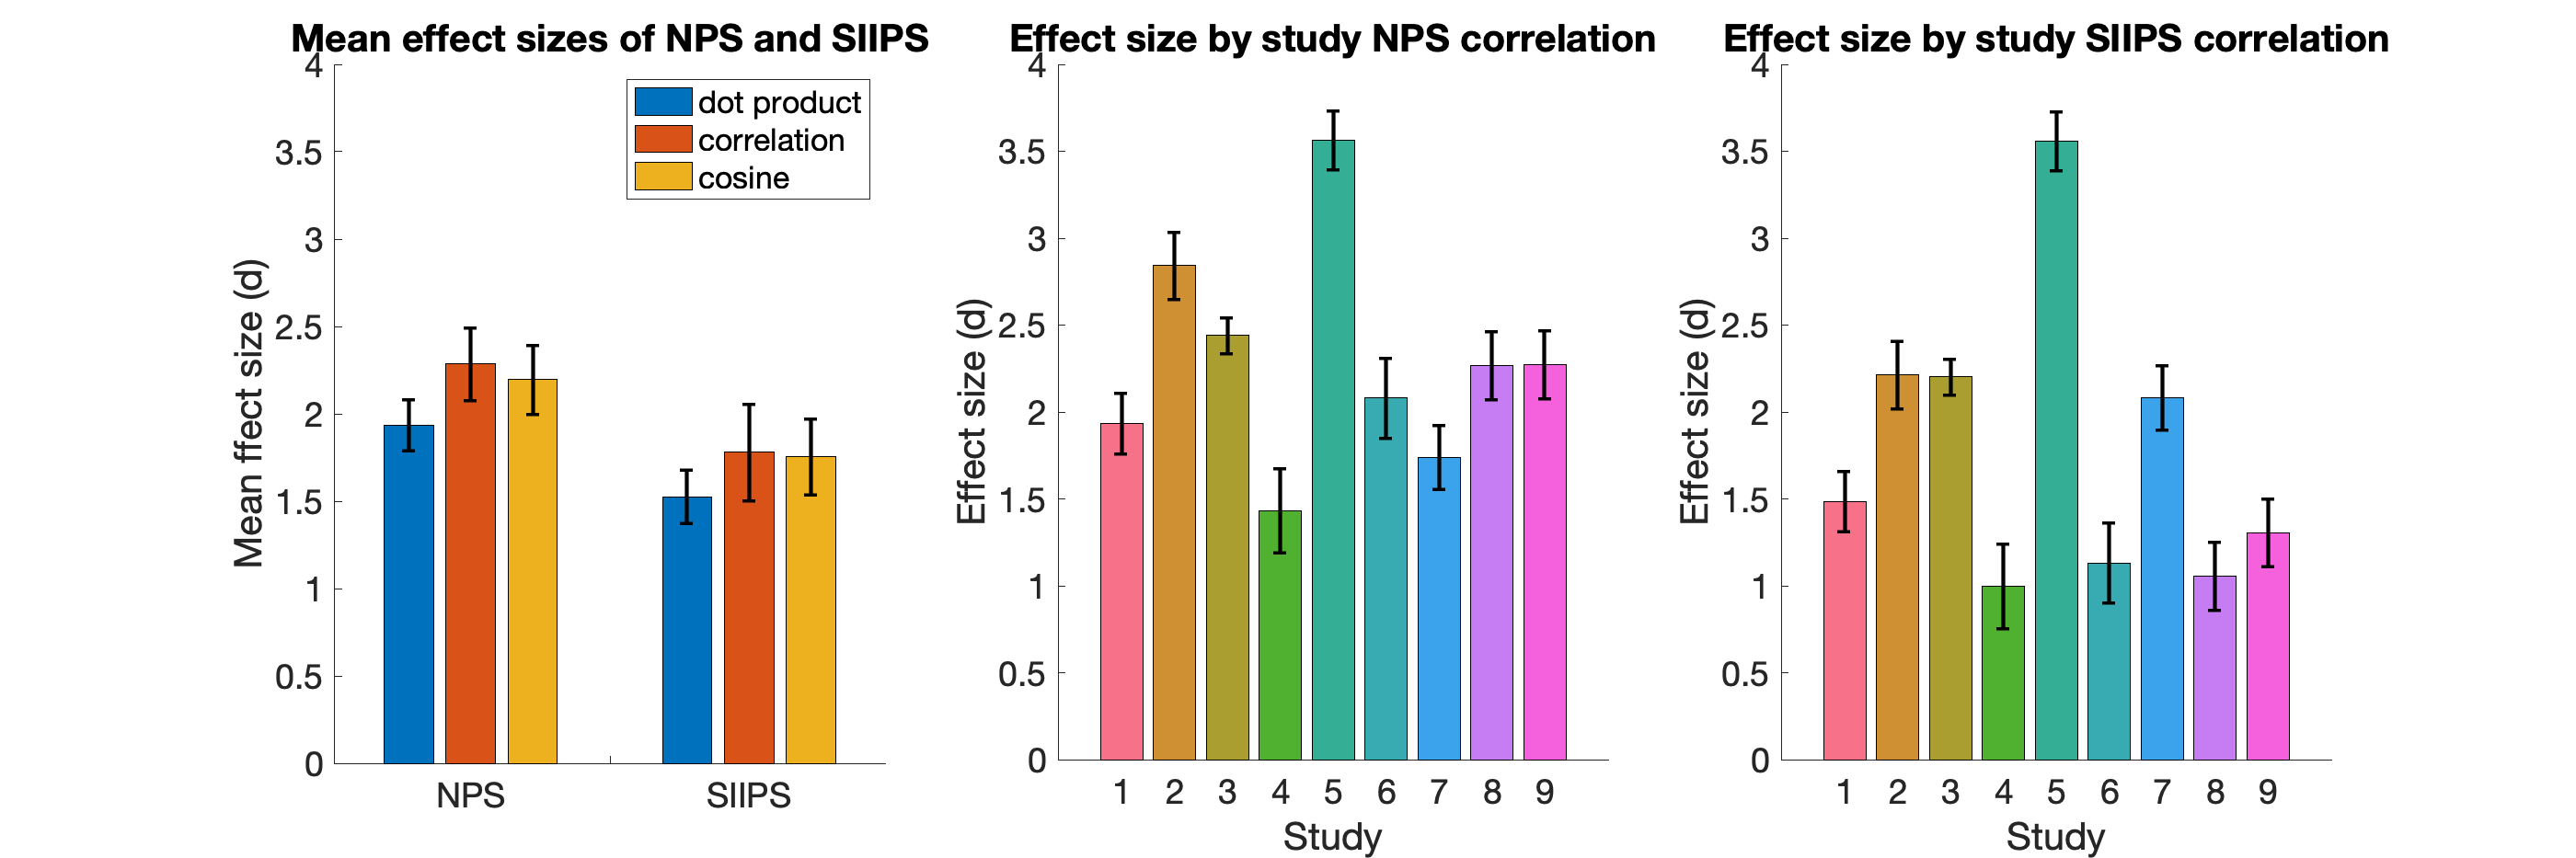 Mean effect sizes of NPS and SIIPS
4
3.5
3
2.5
2
1.5
1
0.5
0
Mean ffect size (d)
dot product
correlation
cosine
NPS SIIPS
Effect size by study NPS correlation
4
3.5
3
2.5
2
1.5
1
0.5
0
Effect size (d)
1 2 3 4 5 6 7 8 9
Study
Effect size by study SIIPS correlation
4
3.5
3
2.5
2
1.5
1
0.5
0
Effect size (d)
1 2 3 4 5 6 7 8 9
Study